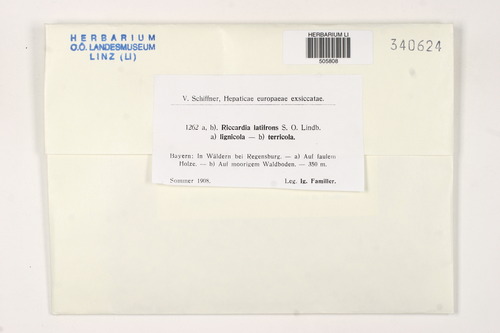 HERBARIUM
O.Ö. LANDESMUSEUM
LINZ (LI)
HERBARIUM LI
505808
340624
V. Schiffner, Hepaticae europaeae exsiccatae.
1262 a, b). Riccardia latifrons S. O. Lindb.
a) lignicola — b) terricola.
Bayern: In Wäldern bei Regensburg. — a) Auf faulem
Holze. — b) Auf moorigem Waldboden. — 350 m.
Sommer 1908.
Leg. Ig. Familler.